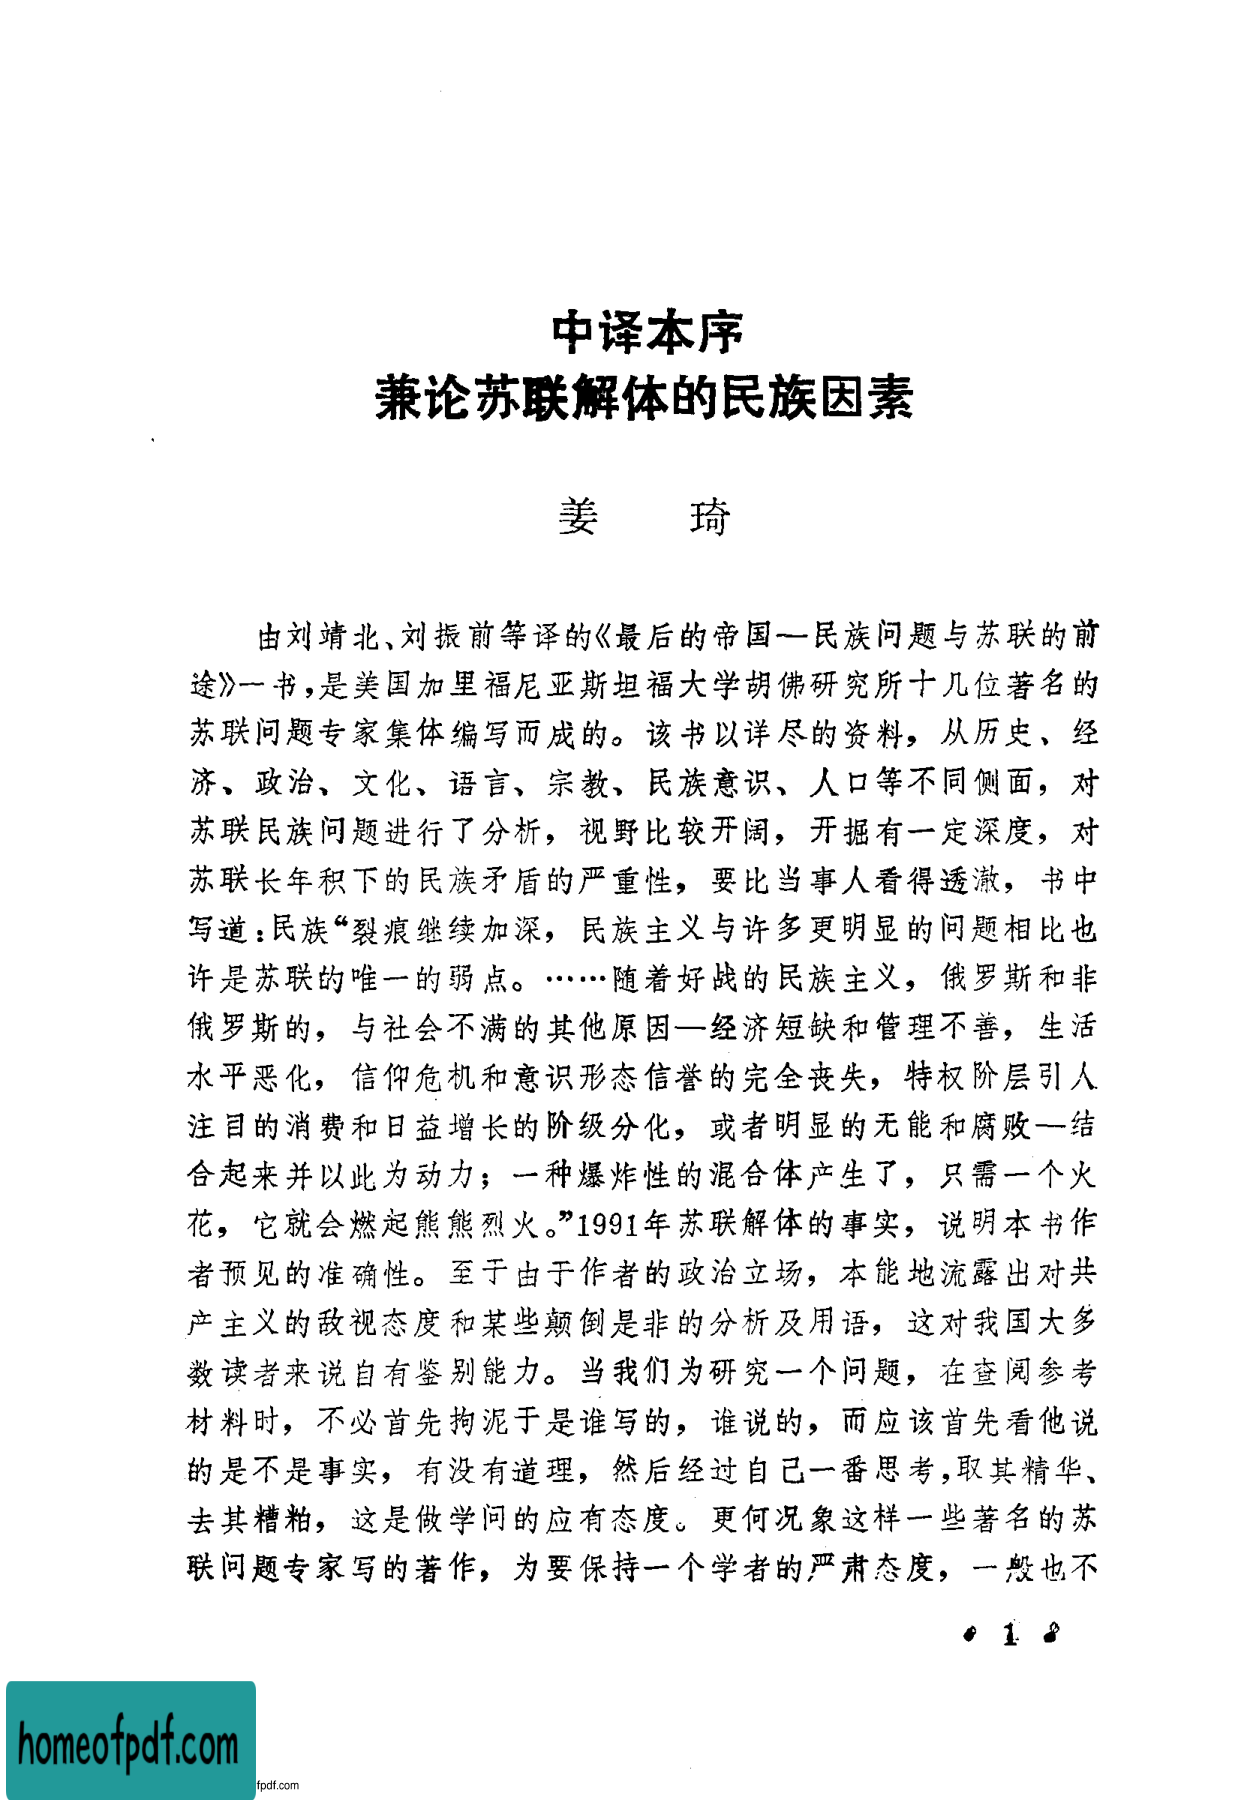 中译本序
兼论苏联解体的民族因素
姜 琦
由刘靖北、刘振前等译的《最后的帝国—民族问题与苏联的前
途》一书，是美国加里福尼亚斯坦福大学胡佛研究所十几位著名的
苏联问题专家集体编写而成的。该书以详尽的资料，从历史、经
济、政治、文化、语言、宗教、民族意识、人口等不同侧面，对
苏联民族问题进行了分析，视野比较开阔，开掘有一定深度，对
苏联长年积下的民族矛盾的严重性，要比当事人看得透澈，书中
写道：民族“裂痕继续加深，民族主义与许多更明显的问题相比也
许是苏联的唯一的弱点。……随着好战的民族主义，俄罗斯和非
俄罗斯的，与社会不满的其他原因—经济短缺和管理不善，生活
水平恶化，信仰危机和意识形态信誉的完全丧失，特权阶层引人
注目的消费和日益增长的阶级分化，或者明显的无能和腐败—结
合起来并以此为动力；一种爆炸性的混合体产生了，只需一个火
花，它就会燃起熊熊烈火。”1991年苏联解体的事实，说明本书作
者预见的准确性。至于由于作者的政治立场，本能地流露出对共
产主义的敌视态度和某些颠倒是非的分析及用语，这对我国大多
数读者来说自有鉴别能力。当我们为研究一个问题，在查阅参考
材料时，不必首先拘泥于是谁写的，谁说的，而应该首先看他说
的是不是事实，有没有道理，然后经过自己一番思考，取其精华、
去其糟粕，这是做学问的应有态度。更何况象这样一些著名的苏
联问题专家写的著作，为要保持一个学者的严肃态度，一般也不
• 1 •
homeofpdf.com
fpdf.com